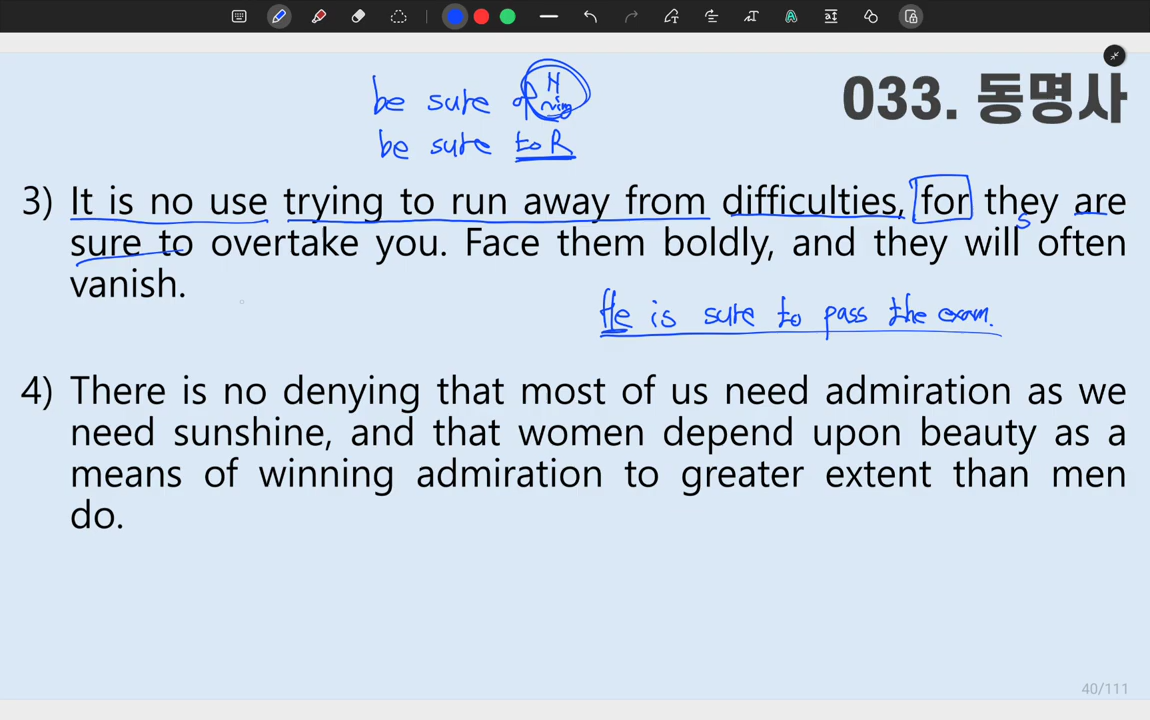 be sure of N
ving
be sure to R
033. 동명사
3) It is no use trying to run away from difficulties, for they are
s
sure to overtake you. Face them boldly, and they will often
vanish.
He is sure to pass the exam.
4) There is no denying that most of us need admiration as we
need sunshine, and that women depend upon beauty as a
means of winning admiration to greater extent than men
do.
40/111